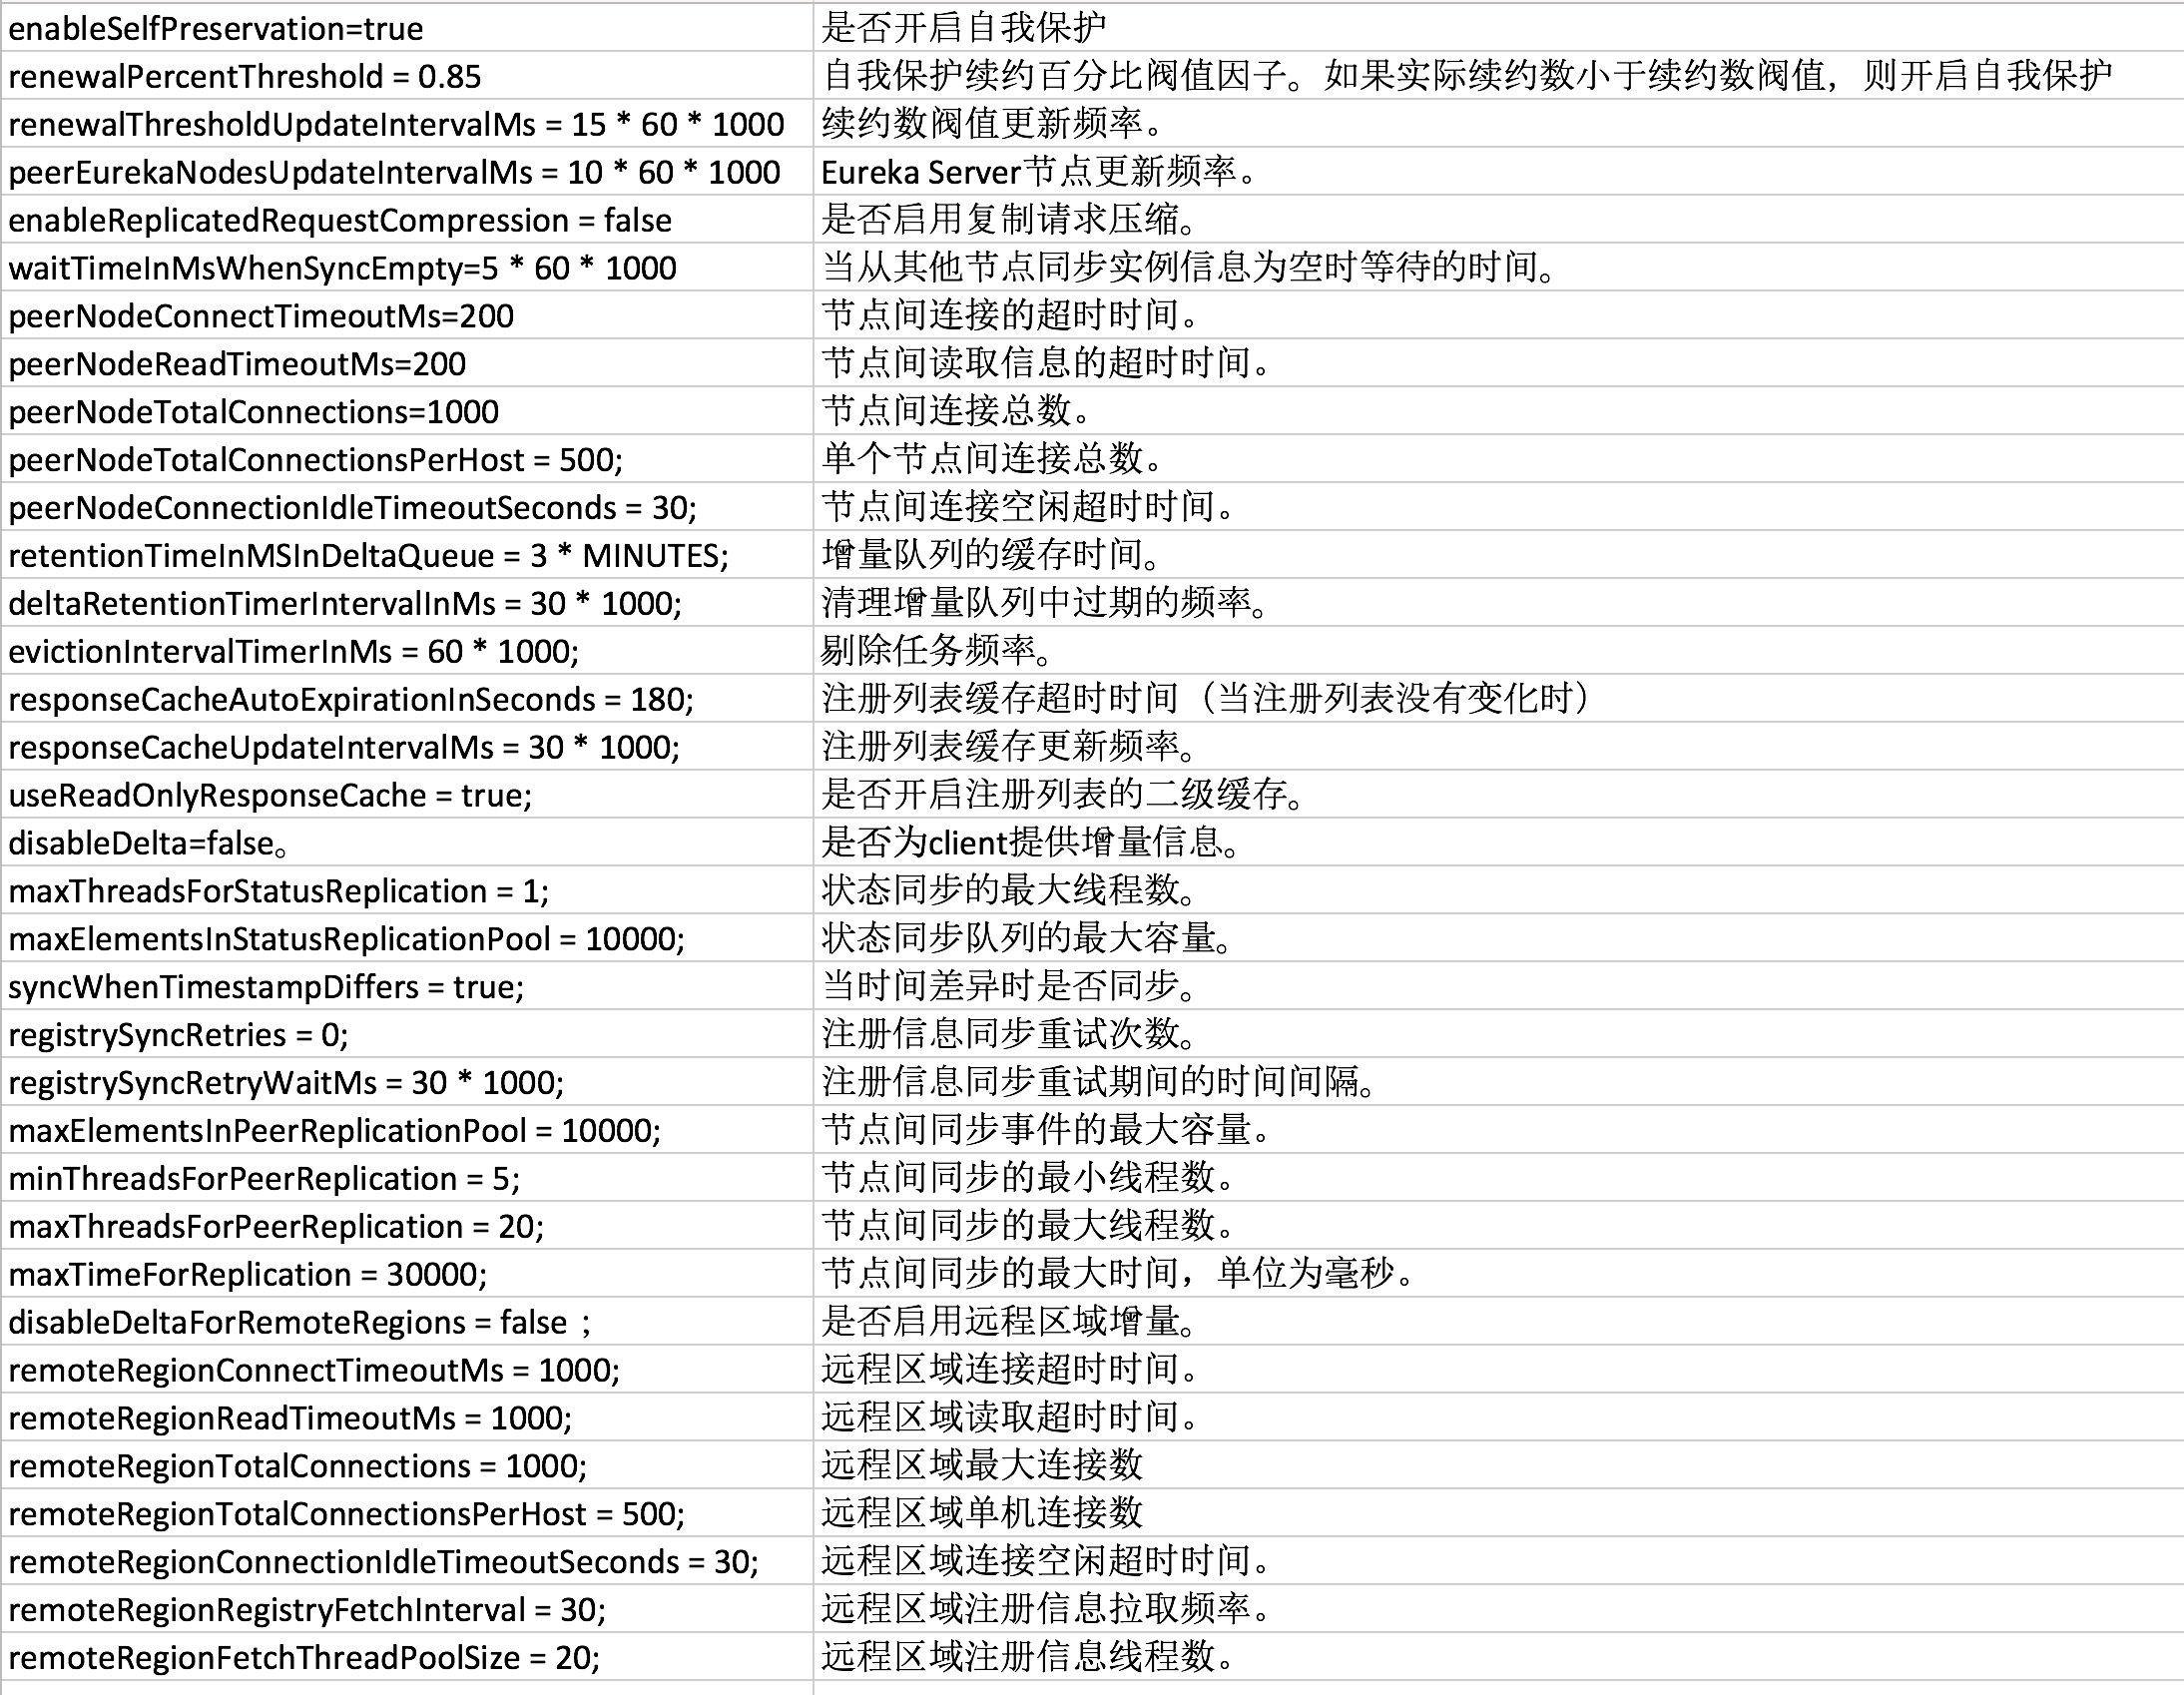 enableSelfPreservation=true 是否开启自我保护
renewalPercentThreshold = 0.85 自我保护续约百分比阀值因子。如果实际续约数小于续约数阀值，则开启自我保护
renewalThresholdUpdateIntervalMs = 15 * 60 * 1000 续约数阀值更新频率。
peerEurekaNodesUpdateIntervalMs = 10 * 60 * 1000 Eureka Server节点更新频率。
enableReplicatedRequestCompression = false 是否启用复制请求压缩。
waitTimeInMsWhenSyncEmpty=5 * 60 * 1000 当从其他节点同步实例信息为空时等待的时间。
peerNodeConnectTimeoutMs=200 节点间连接的超时时间。
peerNodeReadTimeoutMs=200 节点间读取信息的超时时间。
peerNodeTotalConnections=1000 节点间连接总数。
peerNodeTotalConnectionsPerHost = 500; 单个节点间连接总数。
peerNodeConnectionIdleTimeoutSeconds = 30; 节点间连接空闲超时时间。
retentionTimeInMSInDeltaQueue = 3 * MINUTES; 增量队列的缓存时间。
deltaRetentionTimerIntervalInMs = 30 * 1000; 清理增量队列中过期的频率。
evictionIntervalTimerInMs = 60 * 1000; 剔除任务频率。
responseCacheAutoExpirationInSeconds = 180; 注册列表缓存超时时间（当注册列表没有变化时）
responseCacheUpdateIntervalMs = 30 * 1000; 注册列表缓存更新频率。
useReadOnlyResponseCache = true; 是否开启注册列表的二级缓存。
disableDelta=false。 是否为client提供增量信息。
maxThreadsForStatusReplication = 1; 状态同步的最大线程数。
maxElementsInStatusReplicationPool = 10000; 状态同步队列的最大容量。
syncWhenTimestampDiffers = true; 当时间差异时是否同步。
registrySyncRetries = 0; 注册信息同步重试次数。
registrySyncRetryWaitMs = 30 * 1000; 注册信息同步重试期间的时间间隔。
maxElementsInPeerReplicationPool = 10000; 节点间同步事件的最大容量。
minThreadsForPeerReplication = 5; 节点间同步的最小线程数。
maxThreadsForPeerReplication = 20; 节点间同步的最大线程数。
maxTimeForReplication = 30000; 节点间同步的最大时间，单位为毫秒。
disableDeltaForRemoteRegions = false ； 是否启用远程区域增量。
remoteRegionConnectTimeoutMs = 1000; 远程区域连接超时时间。
remoteRegionReadTimeoutMs = 1000; 远程区域读取超时时间。
remoteRegionTotalConnections = 1000; 远程区域最大连接数
remoteRegionTotalConnectionsPerHost = 500; 远程区域单机连接数
remoteRegionConnectionIdleTimeoutSeconds = 30; 远程区域连接空闲超时时间。
remoteRegionRegistryFetchInterval = 30; 远程区域注册信息拉取频率。
remoteRegionFetchThreadPoolSize = 20; 远程区域注册信息线程数。